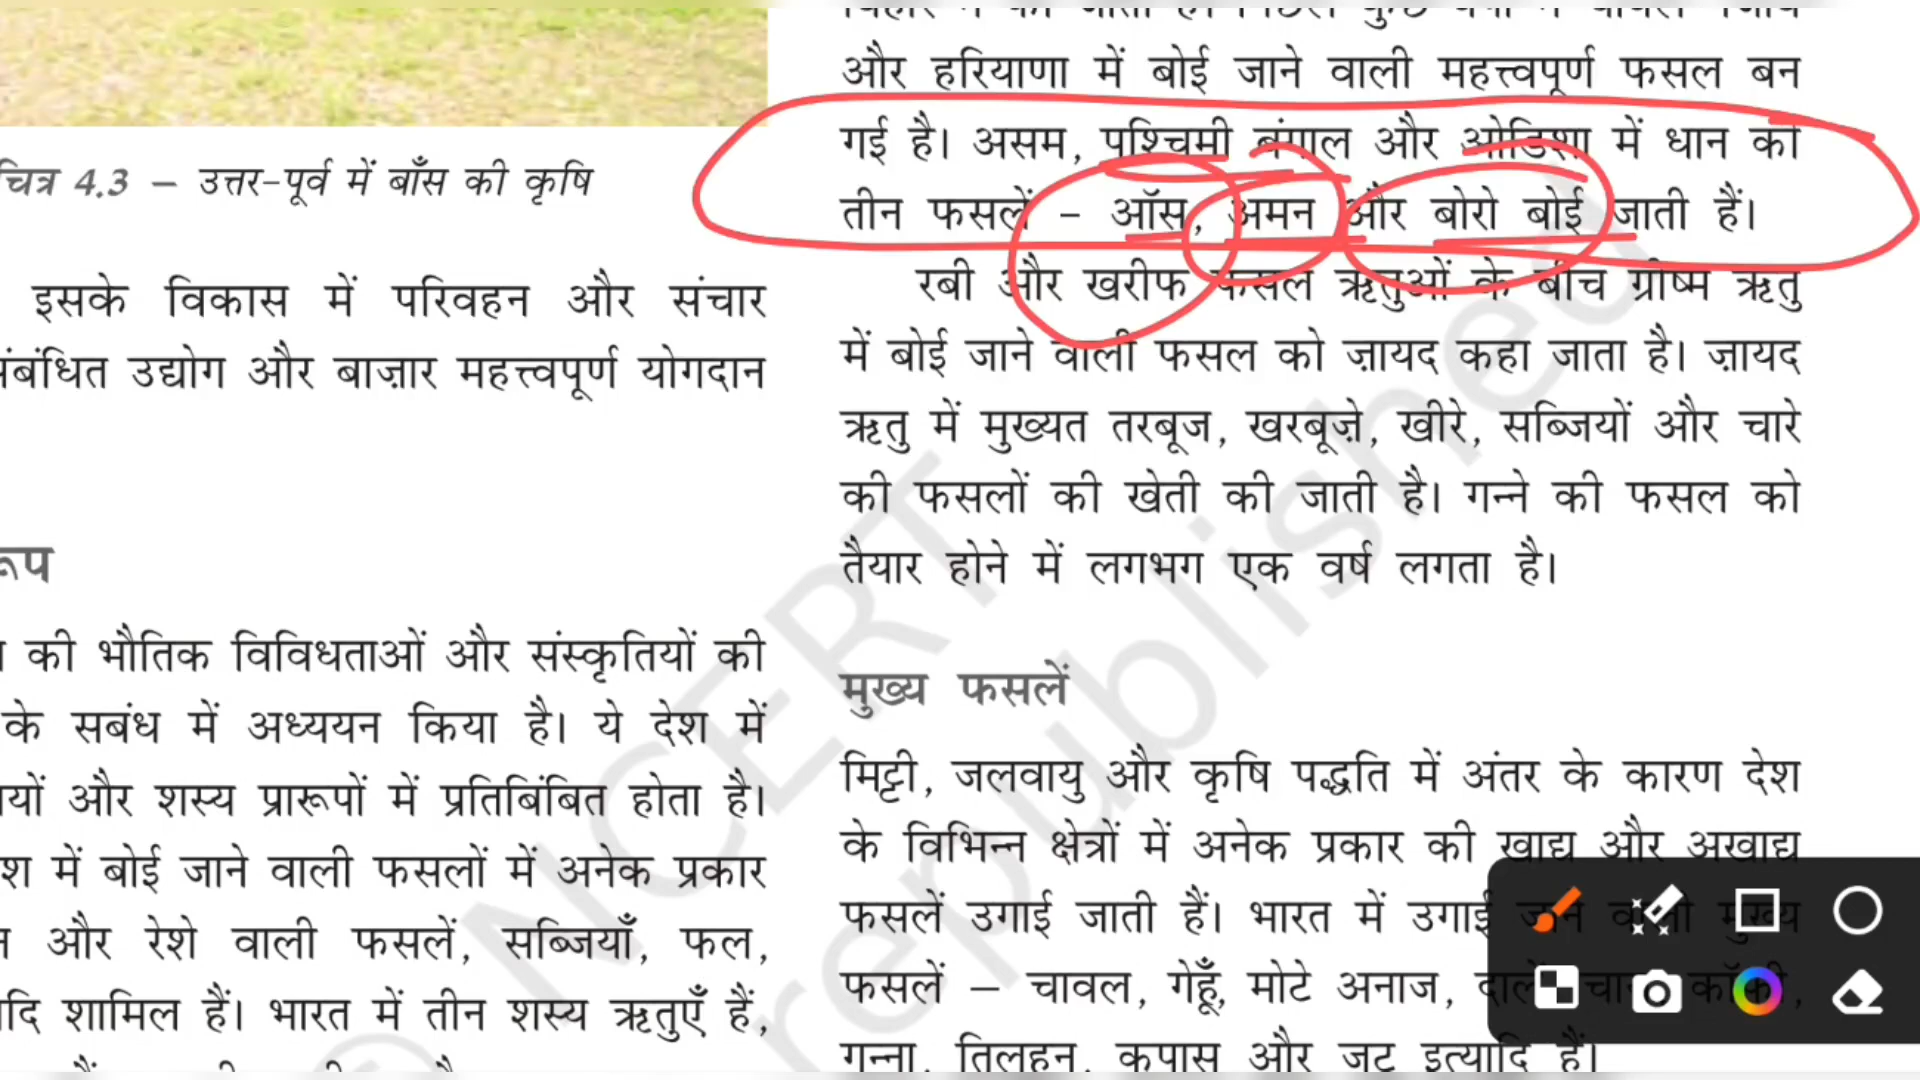 चित्र 4.3 – उत्तर-पूर्व में बाँस की कृषि
इसके विकास में परिवहन और संचार
संबंधित उद्योग और बाज़ार महत्त्वपूर्ण योगदान
की भौतिक विविधताओं और संस्कृतियों की
के सबंध में अध्ययन किया है। ये देश में
और शस्य प्रारूपों में प्रतिबिंबित होता है।
में बोई जाने वाली फसलों में अनेक प्रकार
और रेशे वाली फसलें, सब्जियाँ, फल,
शामिल हैं। भारत में तीन शस्य ऋतुएँ हैं,
और हरियाणा में बोई जाने वाली महत्त्वपूर्ण फसल बन
गई है। असम, पश्चिमी बंगाल और ओडिशा में धान की
तीन फसलें – ऑस, अमन और बोरो बोई जाती हैं।
रबी और खरीफ फसल ऋतुओं के बीच ग्रीष्म ऋतु
में बोई जाने वाली फसल को ज़ायद कहा जाता है। ज़ायद
ऋतु में मुख्यत तरबूज, खरबूज़े, खीरे, सब्जियों और चारे
की फसलों की खेती की जाती है। गन्ने की फसल को
तैयार होने में लगभग एक वर्ष लगता है।
मुख्य फसलें
मिट्टी, जलवायु और कृषि पद्धति में अंतर के कारण देश
के विभिन्न क्षेत्रों में अनेक प्रकार की खाद्य और अखाद्य
फसलें उगाई जाती हैं। भारत में उगाई जाने वाली मुख्य
फसलें – चावल, गेहूँ, मोटे अनाज, दालें, चाय, कॉफी,
गन्ना, तिलहन, कपास और जूट इत्यादि हैं।
© NCERT
republished